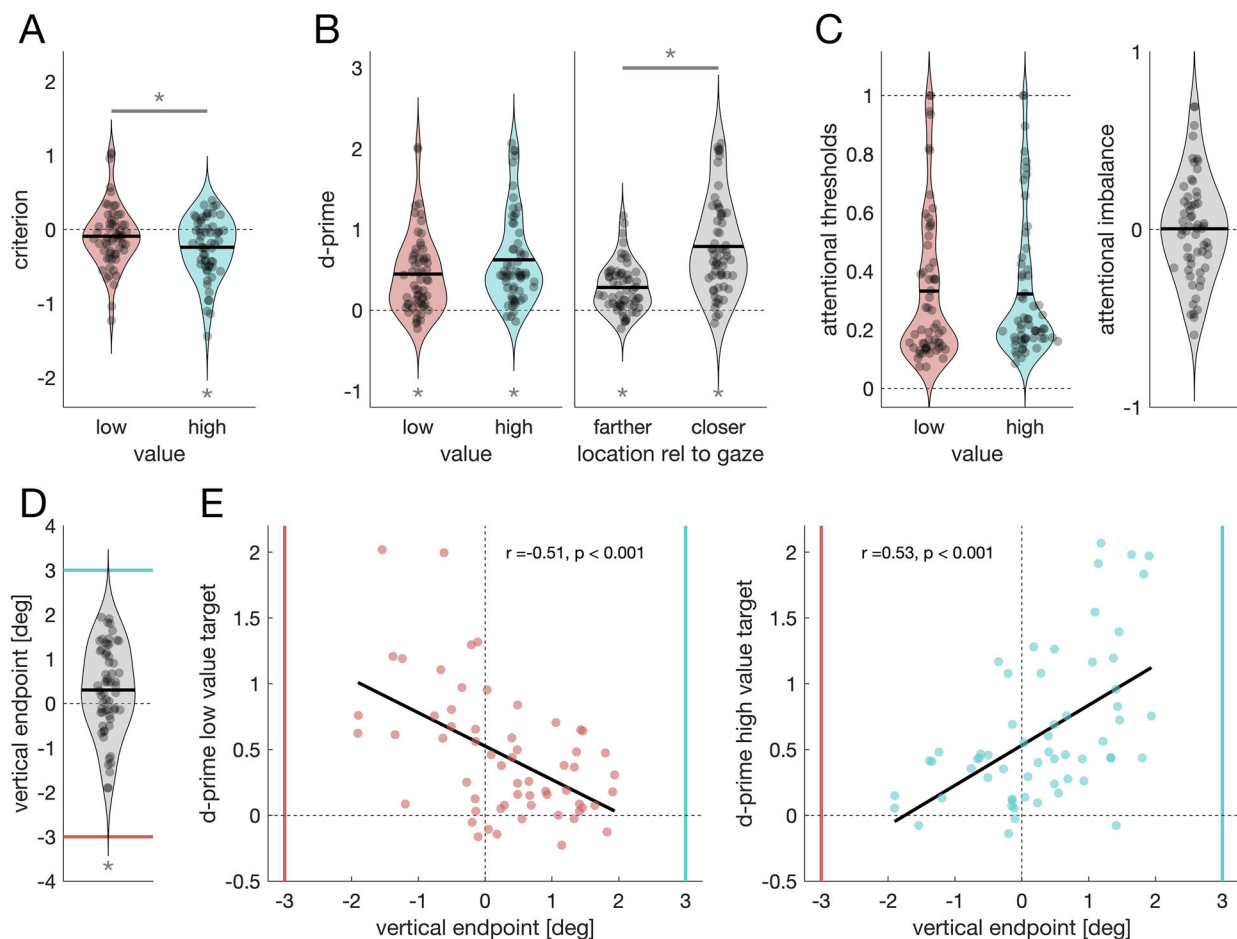 A
criterion
2
1
0
-1
-2
*
*
low high
value
B
d-prime
3
2
1
0
-1
*
* * * *
low high farther closer
value location rel to gaze
C
attentional thresholds
1
0.8
0.6
0.4
0.2
0
low high
value
attentional imbalance
1
0
-1
D
vertical endpoint [deg]
4
3
2
1
0
-1
-2
-3
-4
*
E
d-prime low value target
2
1.5
1
0.5
0
-0.5
r =-0.51, p < 0.001
-3 -2 -1 0 1 2 3
vertical endpoint [deg]
d-prime high value target
2
1.5
1
0.5
0
-0.5
r=0.53, p < 0.001
-3 -2 -1 0 1 2 3
vertical endpoint [deg]